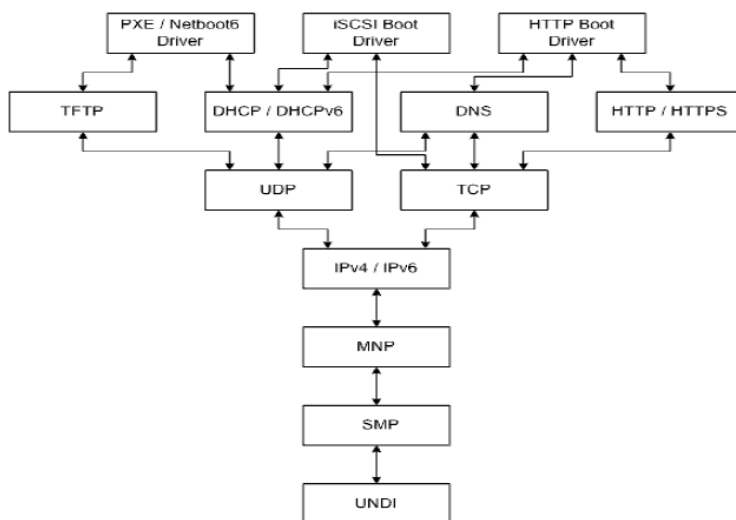 PXE / Netboot6
Driver
iSCSI Boot
Driver
HTTP Boot
Driver
TFTP
DHCP / DHCPv6
DNS
HTTP / HTTPS
UDP
TCP
IPv4 / IPv6
MNP
SMP
UNDI